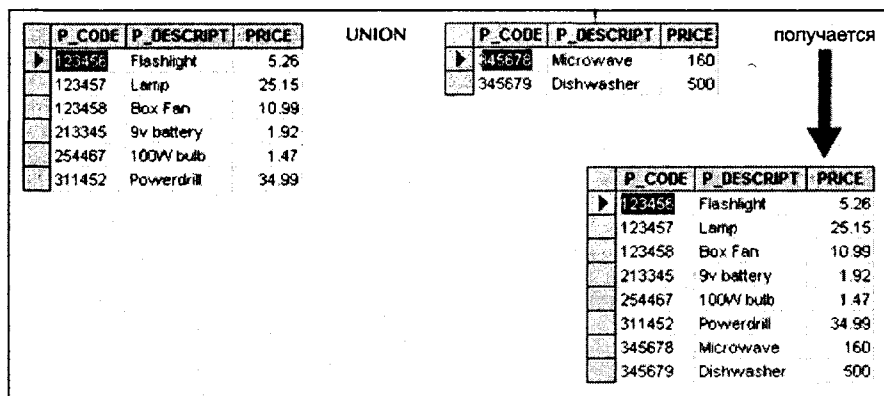 P_CODE P_DESCRIPT PRICE
123456 Flashlight 5.26
123457 Lamp 25.15
123458 Box Fan 10.99
213345 9v battery 1.92
254467 100W bulb 1.47
311452 Powerdrill 34.99
UNION
P_CODE P_DESCRIPT PRICE
345678 Microwave 160
345679 Dishwasher 500
получается
P_CODE P_DESCRIPT PRICE
123456 Flashlight 5.26
123457 Lamp 25.15
123458 Box Fan 10.99
213345 9v battery 1.92
254467 100W bulb 1.47
311452 Powerdrill 34.99
345678 Microwave 160
345679 Dishwasher 500